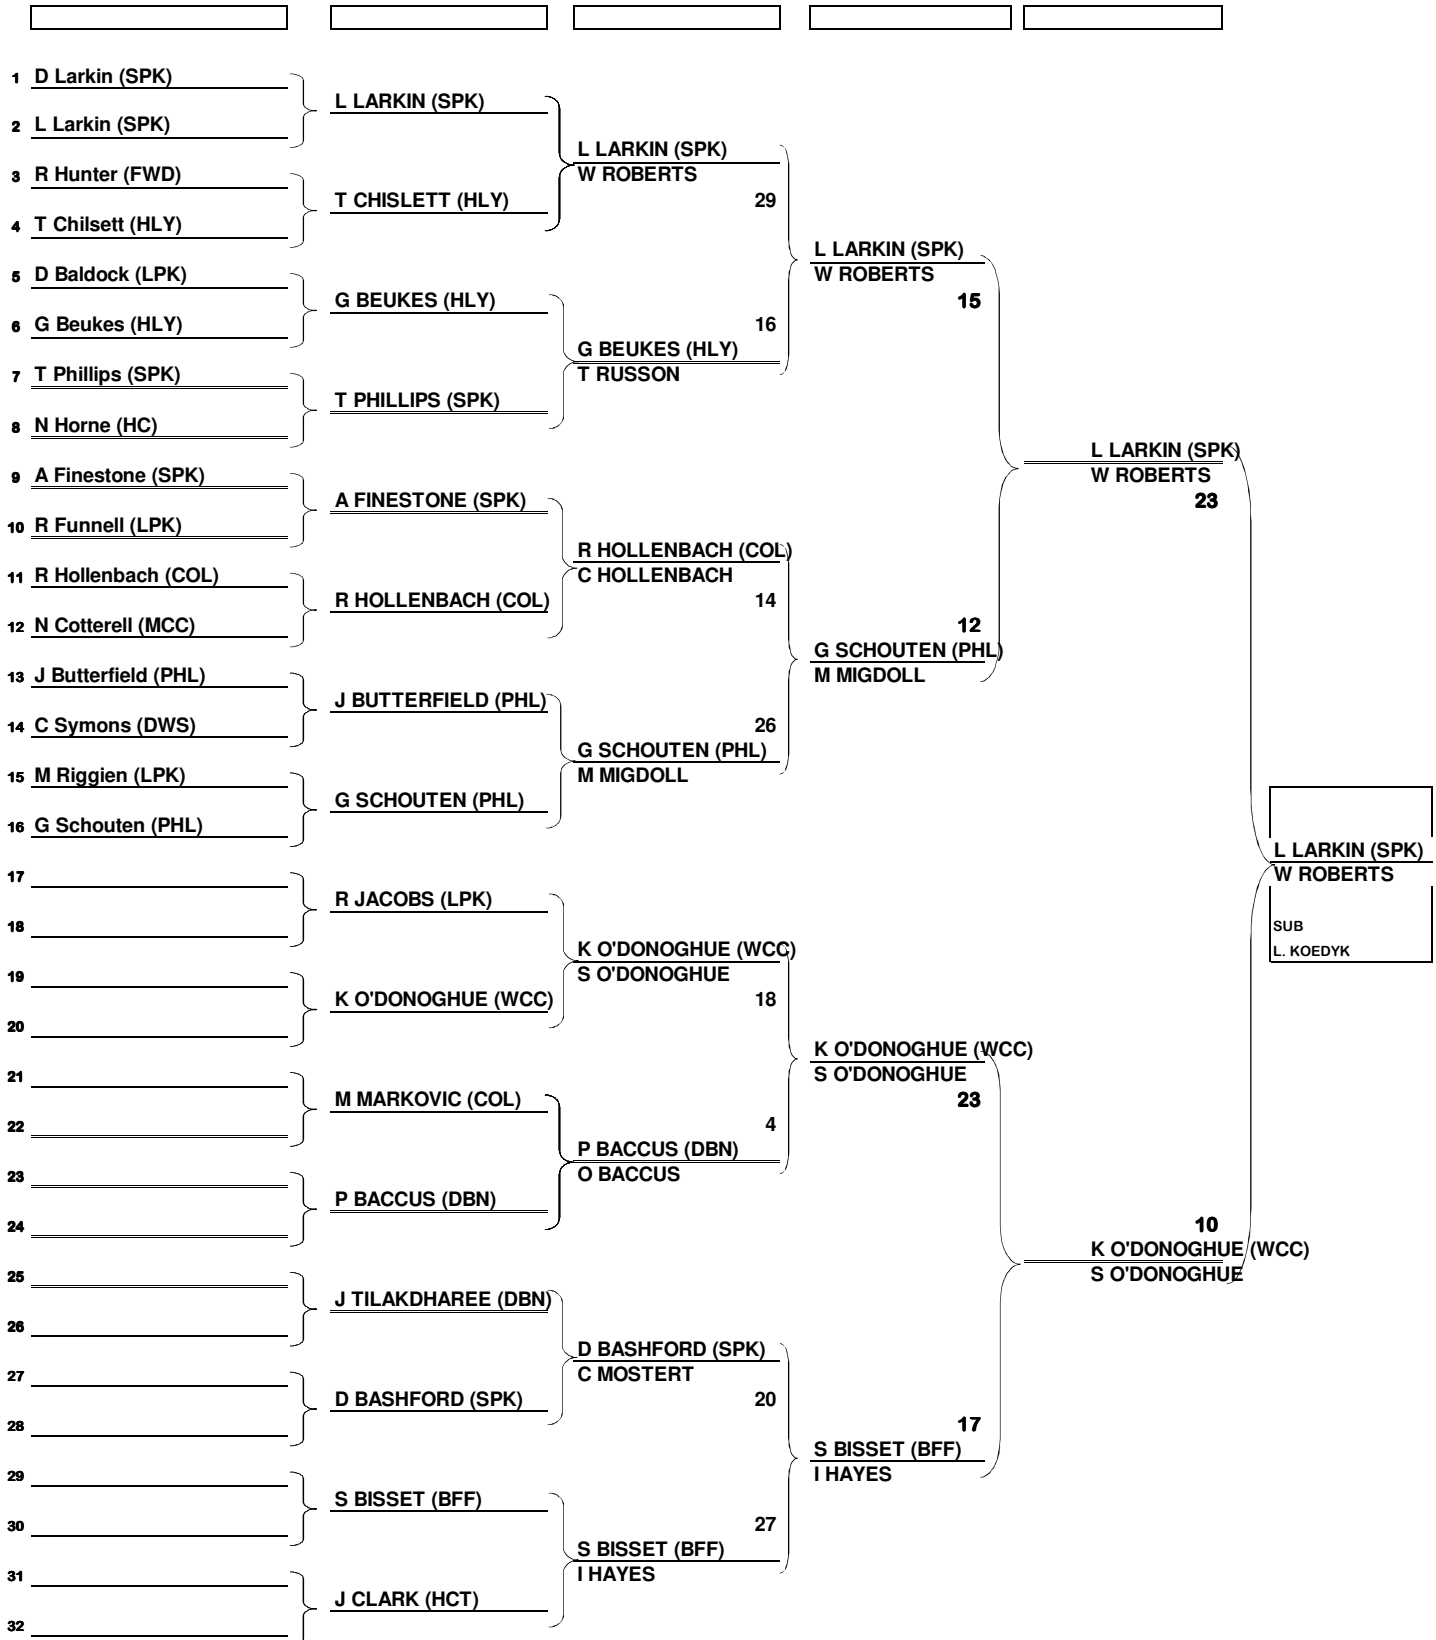 1 D Larkin (SPK)
2 L Larkin (SPK)
3 R Hunter (FWD)
4 T Chilsett (HLY)
5 D Baldock (LPK)
6 G Beukes (HLY)
7 T Phillips (SPK)
8 N Horne (HC)
9 A Finestone (SPK)
10 R Funnell (LPK)
11 R Hollenbach (COL)
12 N Cotterell (MCC)
13 J Butterfield (PHL)
14 C Symons (DWS)
15 M Riggien (LPK)
16 G Schouten (PHL)
17
18
19
20
21
22
23
24
25
26
27
28
29
30
31
32
L LARKIN (SPK)
T CHISLETT (HLY)
G BEUKES (HLY)
T PHILLIPS (SPK)
A FINESTONE (SPK)
R HOLLENBACH (COL)
J BUTTERFIELD (PHL)
G SCHOUTEN (PHL)
R JACOBS (LPK)
K O'DONOGHUE (WCC)
M MARKOVIC (COL)
P BACCUS (DBN)
J TILAKDHAREE (DBN)
D BASHFORD (SPK)
S BISSET (BFF)
J CLARK (HCT)
L LARKIN (SPK)
W ROBERTS
29
16
G BEUKES (HLY)
T RUSSON
R HOLLENBACH (COL)
C HOLLENBACH
14
26
G SCHOUTEN (PHL)
M MIGDOLL
K O'DONOGHUE (WCC)
S O'DONOGHUE
18
4
P BACCUS (DBN)
O BACCUS
D BASHFORD (SPK)
C MOSTERT
20
27
S BISSET (BFF)
I HAYES
L LARKIN (SPK)
W ROBERTS
15
12
G SCHOUTEN (PHL)
M MIGDOLL
K O'DONOGHUE (WCC)
S O'DONOGHUE
23
17
S BISSET (BFF)
I HAYES
L LARKIN (SPK)
W ROBERTS
23
10
K O'DONOGHUE (WCC)
S O'DONOGHUE
L LARKIN (SPK)
W ROBERTS
SUB
L. KOEDYK